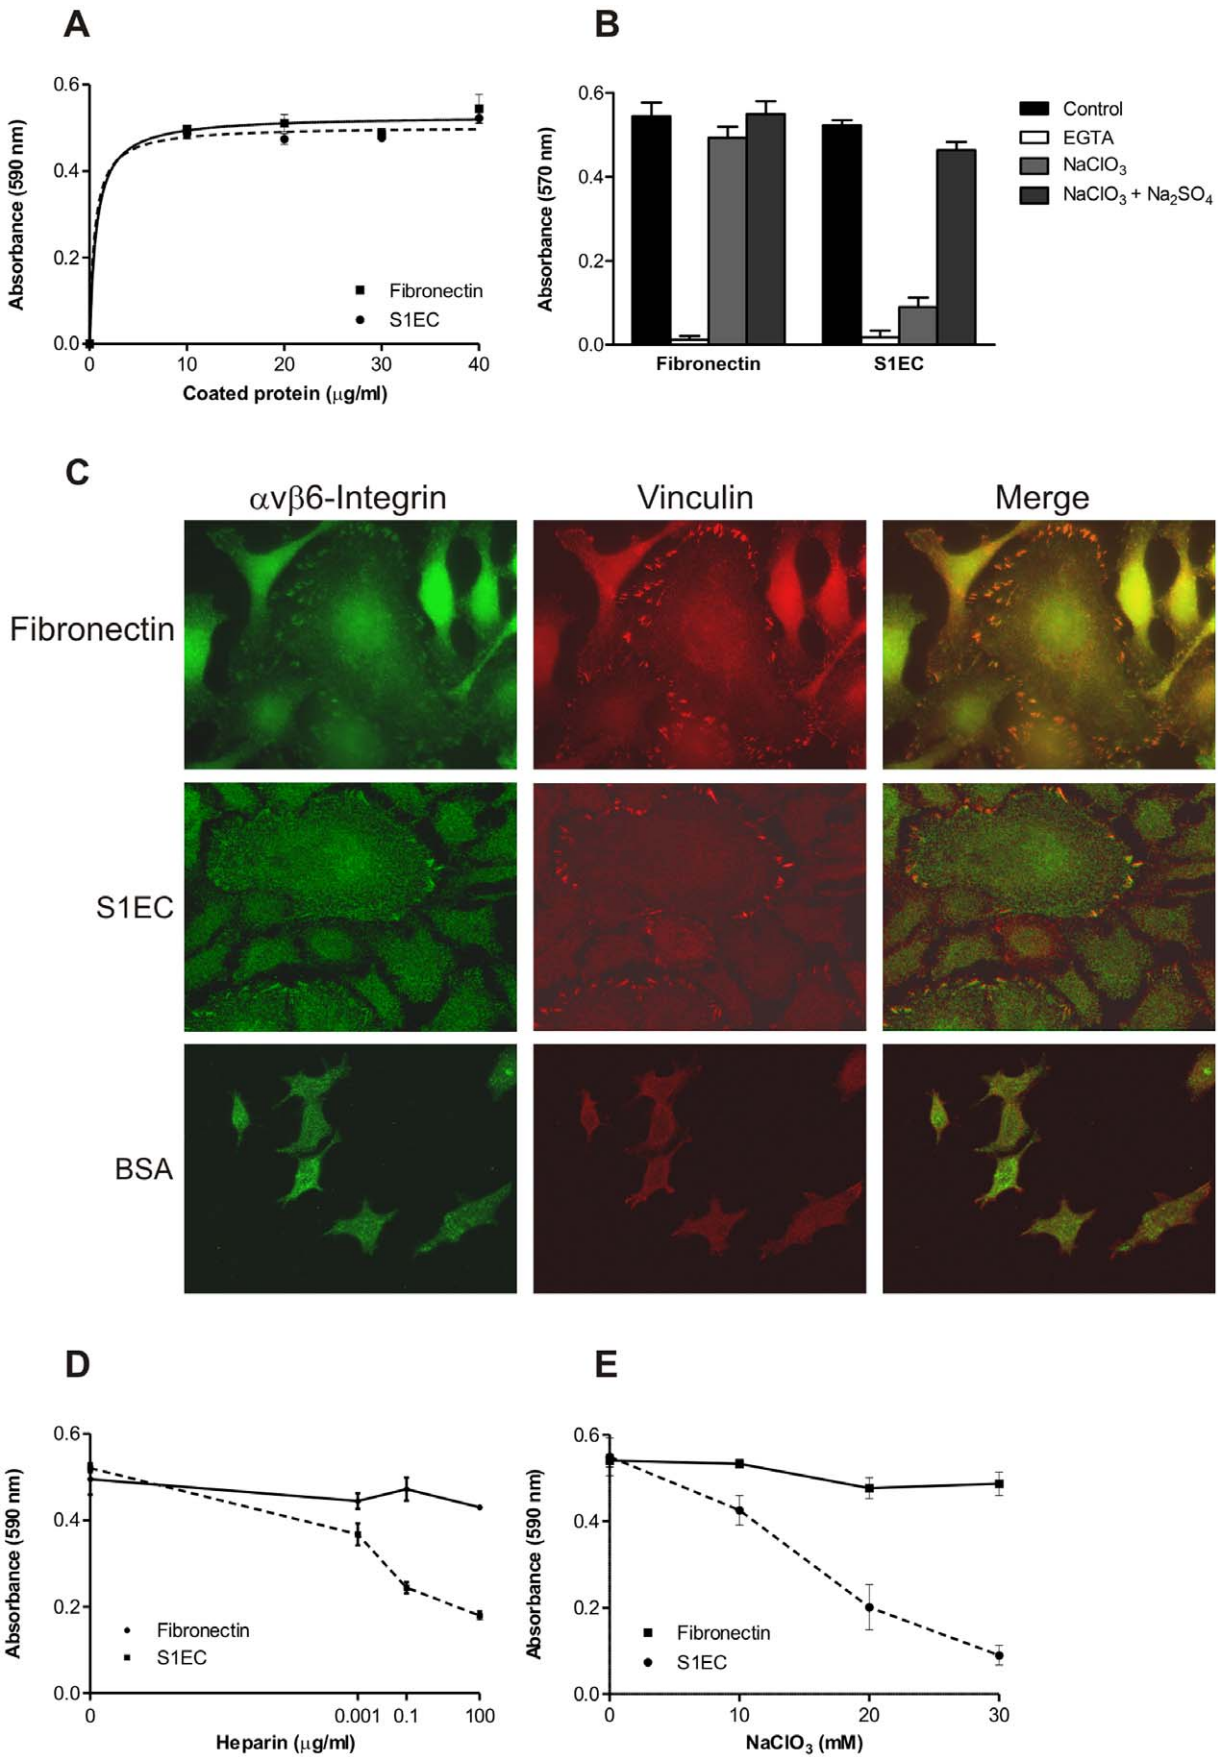 A
Absorbance (590 nm)
0.6
0.4
0.2
0.0
0 10 20 30 40
Coated protein (μg/ml)
Fibronectin
S1EC
B
Absorbance (570 nm)
0.6
0.4
0.2
0.0
Fibronectin S1EC
Control
EGTA
NaClO₃
NaClO₃ + Na₂SO₄
C
αvβ6-Integrin Vinculin Merge
Fibronectin
S1EC
BSA
D
Absorbance (590 nm)
0.6
0.4
0.2
0.0
Fibronectin
S1EC
0 0.001 0.1 100
Heparin (μg/ml)
E
Absorbance (590 nm)
0.6
0.4
0.2
0.0
Fibronectin
S1EC
0 10 20 30
NaClO₃ (mM)